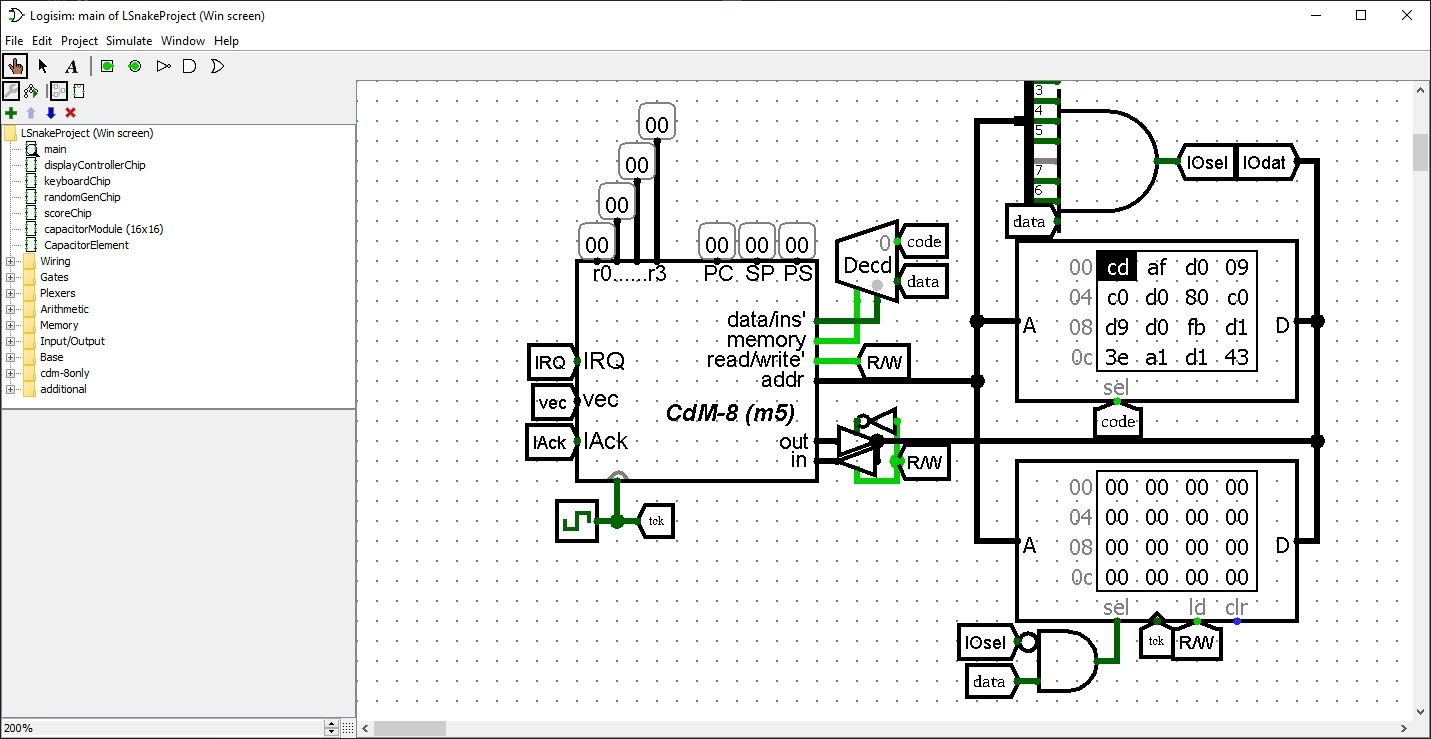 Logisim: main of LSnakeProject (Win screen)
File Edit Project Simulate Window Help
A
LSnakeProject (Win screen)
main
displayControllerChip
keyboardChip
randomGenChip
scoreChip
capacitorModule (16x16)
CapacitorElement
Wiring
Gates
Plexers
Arithmetic
Memory
Input/Output
Base
cdm-8only
additional
200%
00
00
00
00
r0......r3
00 00 00
PC SP PS
0
Decd
code
data
data/ins'
memory
read/write'
addr
R/W
IRQ
IRQ
vec
vec
IAck
IAck
CdM-8 (m5)
out
in
R/W
tck
3
4
5
7
6
data
IOsel
IOdat
00 cd af d0 09
04 c0 d0 80 c0
08 d9 d0 fb d1
0c 3e a1 d1 43
A
D
sel
code
00 00 00 00 00
04 00 00 00 00
08 00 00 00 00
0c 00 00 00 00
A
D
sel ld clr
tck
R/W
IOsel
data